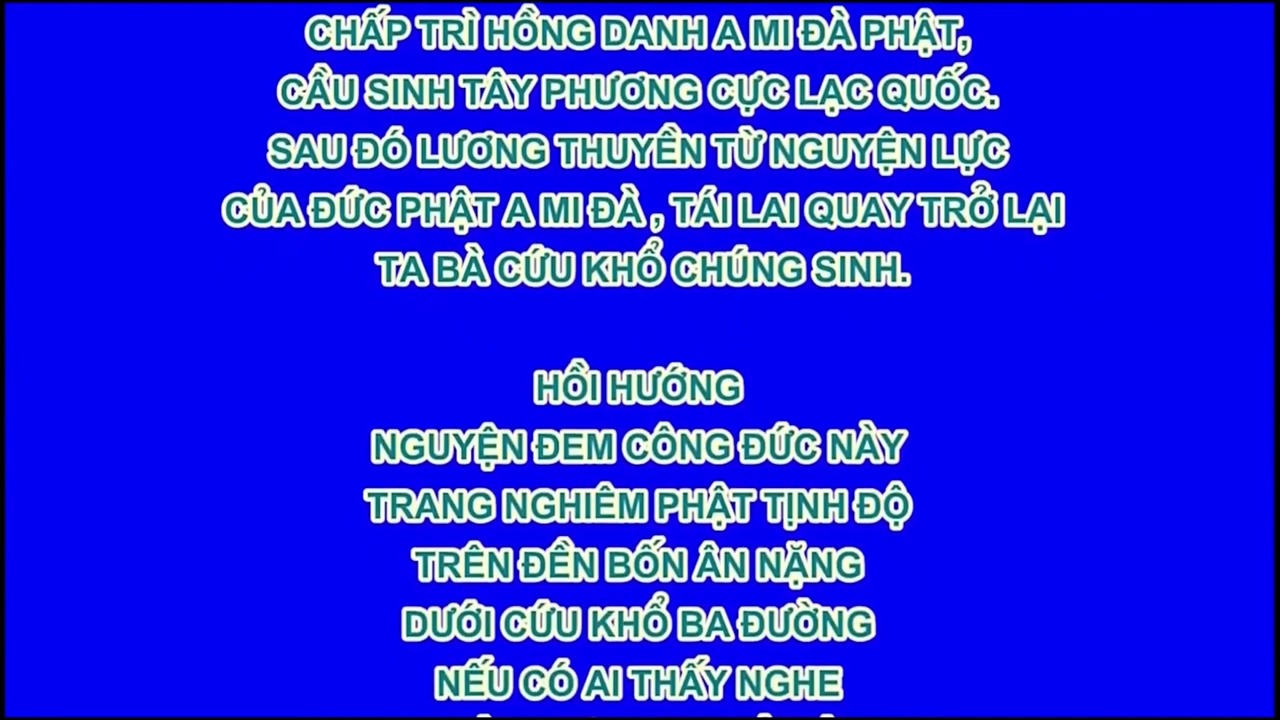 CHẤP TRÌ HỒNG DANH A MI ĐÀ PHẬT,
CẦU SINH TÂY PHƯƠNG CỰC LẠC QUỐC.
SAU ĐÓ LƯƠNG THUYỀN TỪ NGUYỆN LỰC
CỦA ĐỨC PHẬT A MI ĐÀ , TÁI LAI QUAY TRỞ LẠI
TA BÀ CỨU KHỔ CHÚNG SINH.
HỒI HƯỚNG
NGUYỆN ĐEM CÔNG ĐỨC NÀY
TRANG NGHIÊM PHẬT TỊNH ĐỘ
TRÊN ĐỀN BỐN ÂN NẶNG
DƯỚI CỨU KHỔ BA ĐƯỜNG
NẾU CÓ AI THẤY NGHE